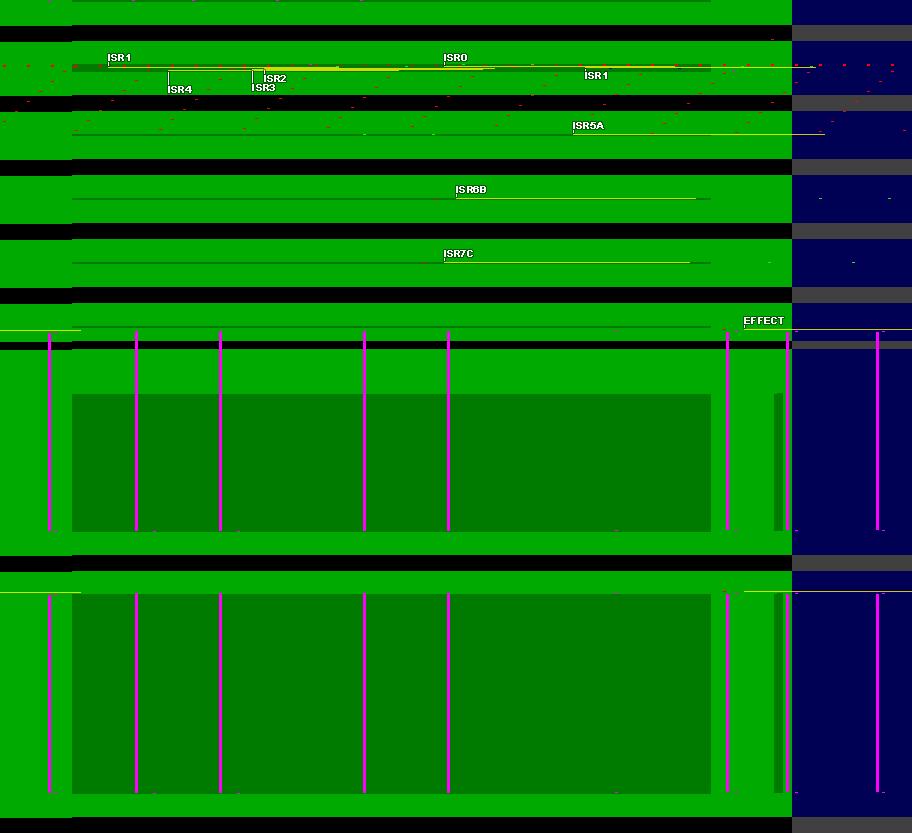 ISR1 ISR0
ISR2 ISR1
ISR4 ISR3
ISR5A
ISR6B
ISR7C
EFFECT